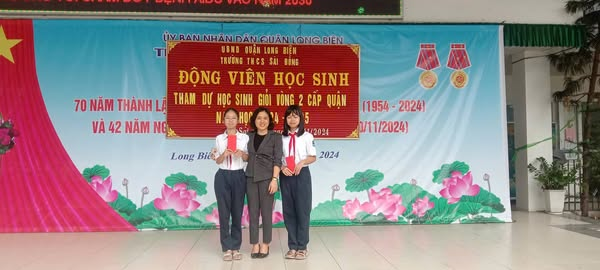 ỦY BAN NHÂN DÂN QUẬN LONG BIÊN
UBND QUẬN LONG BIÊN
TRƯỜNG THCS SÀI ĐỒNG
ĐỘNG VIÊN HỌC SINH
THAM DỰ HỌC SINH GIỎI VÒNG 2 CẤP QUẬN
70 NĂM THÀNH LẬ (1954 - 2024)
VÀ 42 NĂM NG /11/2024)
/2024
Long Biê 2024